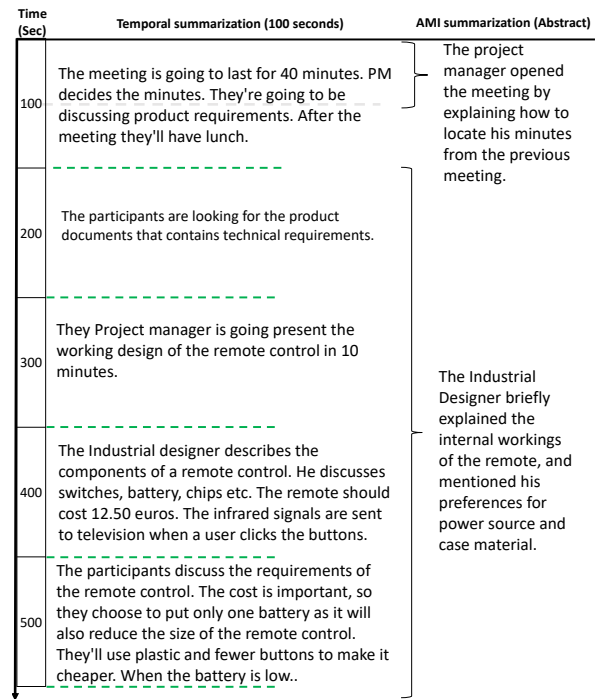 Time
(Sec)
Temporal summarization (100 seconds)
AMI summarization (Abstract)
100
The meeting is going to last for 40 minutes. PM
decides the minutes. They're going to be
discussing product requirements. After the
meeting they'll have lunch.
The project
manager opened
the meeting by
explaining how to
locate his minutes
from the previous
meeting.
200
The participants are looking for the product
documents that contains technical requirements.
300
They Project manager is going present the
working design of the remote control in 10
minutes.
400
The Industrial designer describes the
components of a remote control. He discusses
switches, battery, chips etc. The remote should
cost 12.50 euros. The infrared signals are sent
to television when a user clicks the buttons.
The Industrial
Designer briefly
explained the
internal workings
of the remote, and
mentioned his
preferences for
power source and
case material.
500
The participants discuss the requirements of
the remote control. The cost is important, so
they choose to put only one battery as it will
also reduce the size of the remote control.
They'll use plastic and fewer buttons to make it
cheaper. When the battery is low..